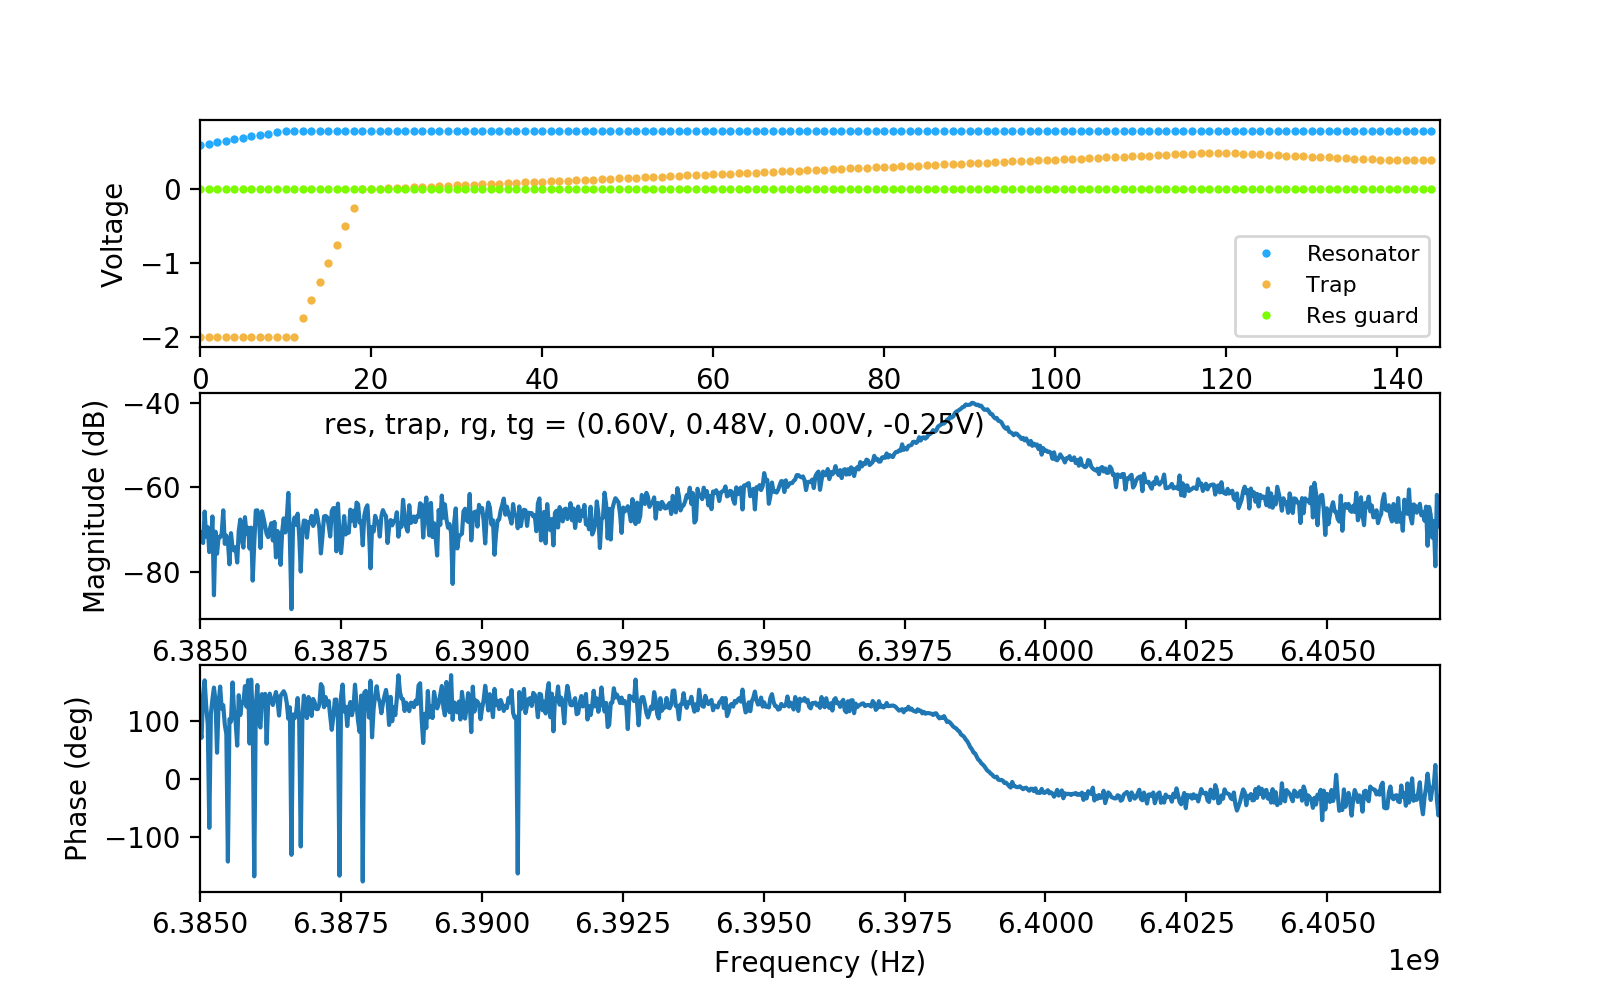 Voltage
0
−1
−2
Resonator
Trap
Res guard
0 20 40 60 80 100 120 140
Magnitude (dB)
−40
−60
−80
res, trap, rg, tg = (0.60V, 0.48V, 0.00V, -0.25V)
6.3850 6.3875 6.3900 6.3925 6.3950 6.3975 6.4000 6.4025 6.4050
Phase (deg)
100
0
−100
6.3850 6.3875 6.3900 6.3925 6.3950 6.3975 6.4000 6.4025 6.4050
Frequency (Hz)
1e9